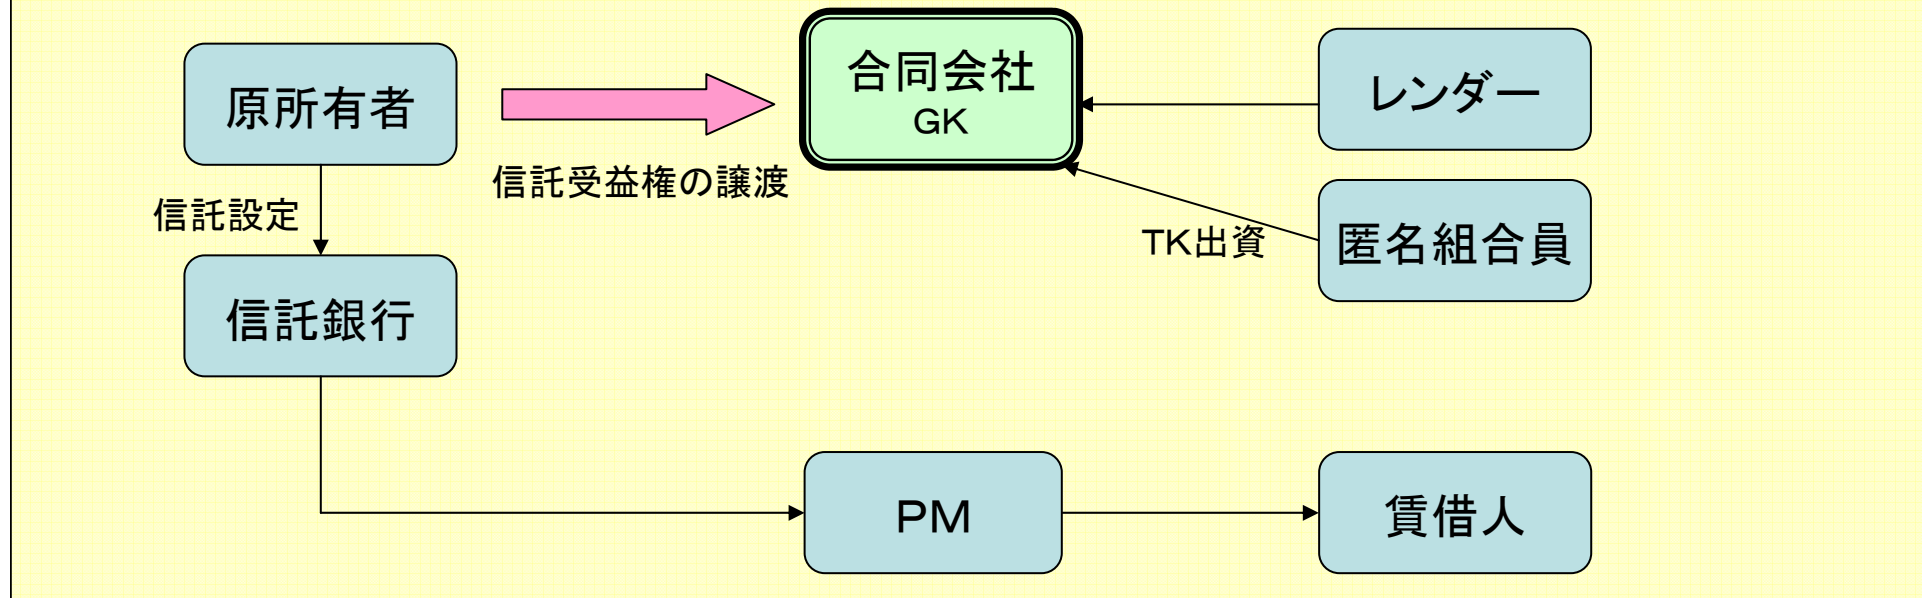 原所有者
合同会社
GK
レンダー
信託受益権の譲渡
信託設定
TK出資
匿名組合員
信託銀行
PM
賃借人